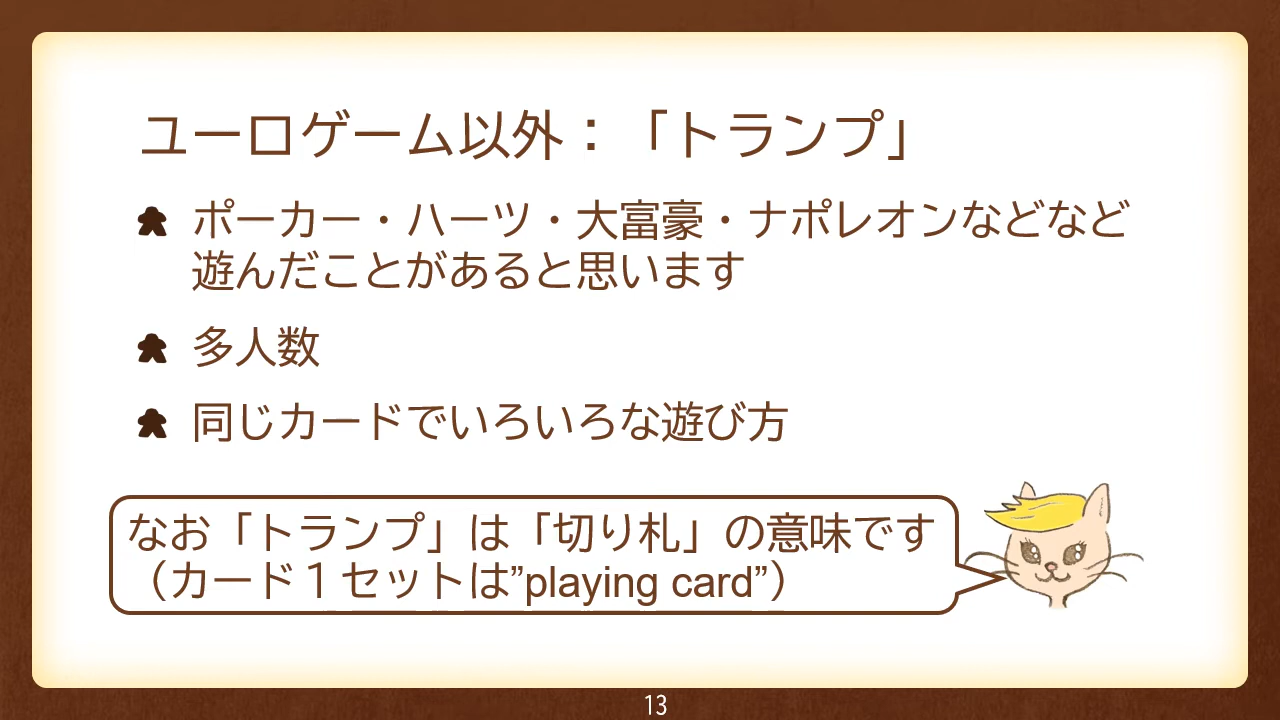 ユーロゲーム以外：「トランプ」
ポーカー・ハーツ・大富豪・ナポレオンなどなど
遊んだことがあると思います
多人数
同じカードでいろいろな遊び方
なお「トランプ」は「切り札」の意味です
（カード１セットは”playing card”）
13